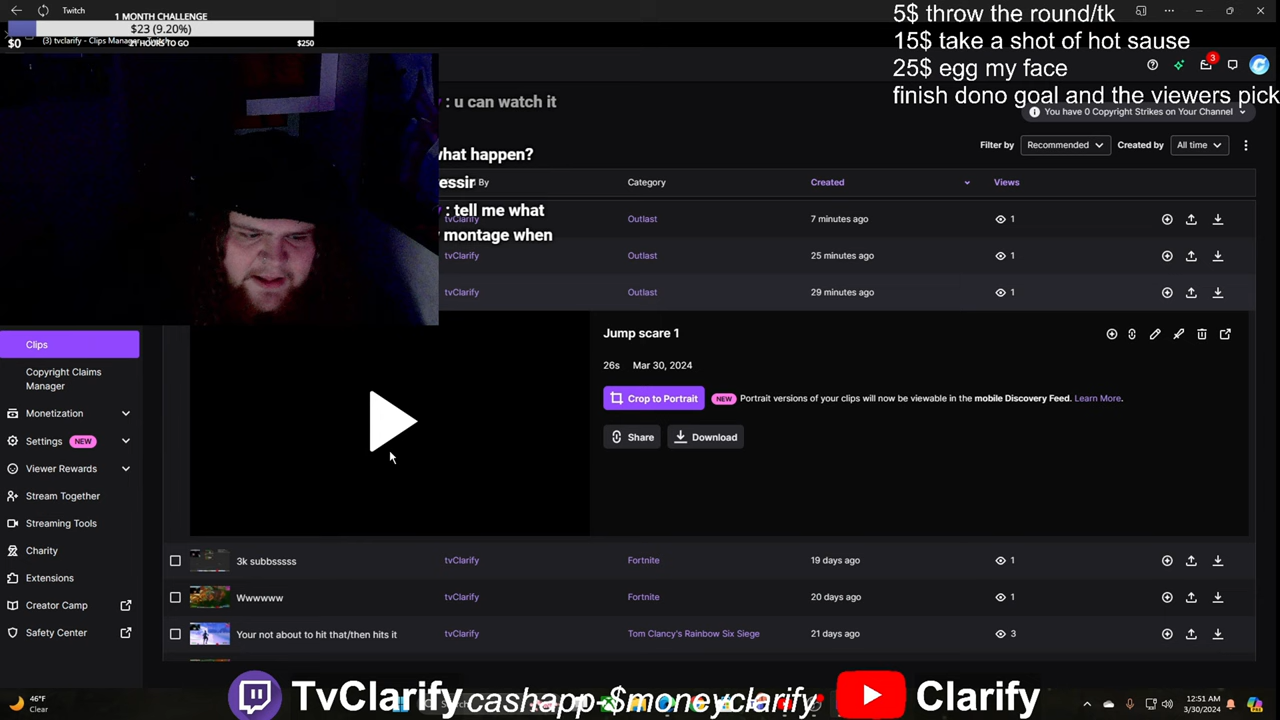 Twitch
1 MONTH CHALLENGE
$23 (9.20%)
$0
21 HOURS TO GO
$250
(3) tvclarify - Clips Manager - Twitch
5$ throw the round/tk
15$ take a shot of hot sause
25$ egg my face
finish dono goal and the viewers pick
3
You have 0 Copyright Strikes on Your Channel
: u can watch it
what happen?
essir
: tell me what
montage when
Filter by
Recommended
Created by
All time
By
Category
Created
Views
tvClarify
Outlast
7 minutes ago
1
tvClarify
Outlast
25 minutes ago
1
tvClarify
Outlast
29 minutes ago
1
Clips
Copyright Claims
Manager
Monetization
Settings
NEW
Viewer Rewards
Stream Together
Streaming Tools
Charity
Extensions
Creator Camp
Safety Center
Jump scare 1
26s
Mar 30, 2024
Crop to Portrait
NEW
Portrait versions of your clips will now be viewable in the mobile Discovery Feed. Learn More.
Share
Download
3k subbsssss
tvClarify
Fortnite
19 days ago
1
Wwwwww
tvClarify
Fortnite
20 days ago
1
Your not about to hit that/then hits it
tvClarify
Tom Clancy's Rainbow Six Siege
21 days ago
3
TvClarify
cashapp-$moneyclarify
Clarify
46°F
Clear
12:51 AM
3/30/2024